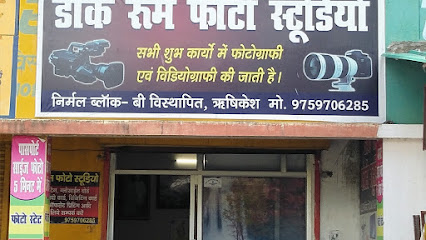 डार्क रूम फोटो स्टूडियो
सभी शुभ कार्यो में फोटोग्राफी
एवं विडियोग्राफी की जाती है।
निर्मल ब्लॉक- बी विस्थापित, ऋषिकेश मो. 9759706285
पासपोर्ट
साईज फोटो
5 मिनट में
फोटो स्टेट
फोटो स्टूडियो
9759706285